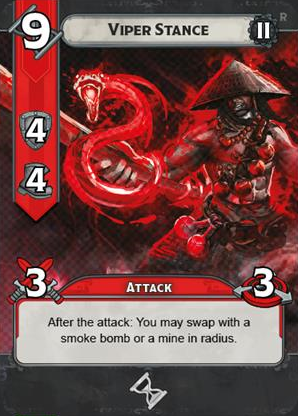 9
VIPER STANCE
II
R
4
4
3
ATTACK
3
After the attack: You may swap with a
smoke bomb or a mine in radius.